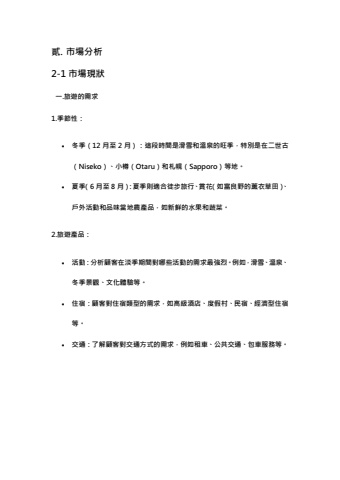 貳. 市場分析
2-1 市場現狀
一.旅遊的需求
1.季節性：
• 冬季（12 月至 2 月）：這段時間是滑雪和溫泉的旺季，特別是在二世古
（Niseko）、小樽（Otaru）和札幌（Sapporo）等地。
• 夏季( 6 月至 8 月)：夏季則適合徒步旅行、賞花( 如富良野的薰衣草田 )、
戶外活動和品味當地農產品，如新鮮的水果和蔬菜。
2.旅遊產品：
• 活動：分析顧客在淡季期間對哪些活動的需求最強烈。例如，滑雪、溫泉、
冬季景觀、文化體驗等。
• 住宿：顧客對住宿類型的需求，如高級酒店、度假村、民宿、經濟型住宿
等。
• 交通：了解顧客對交通方式的需求，例如租車、公共交通、包車服務等。